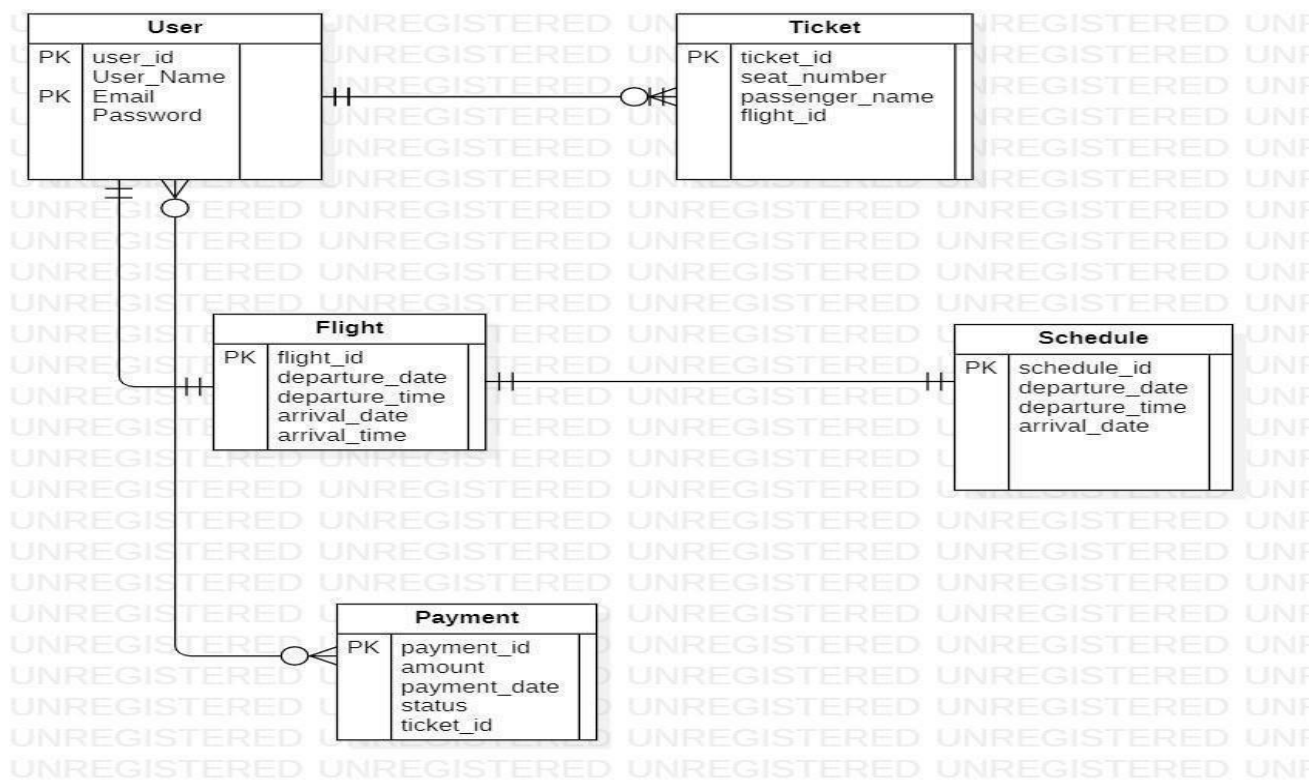 User
PK user_id
User_Name
PK Email
Password
Ticket
PK ticket_id
seat_number
passenger_name
flight_id
Flight
PK flight_id
departure_date
departure_time
arrival_date
arrival_time
Schedule
PK schedule_id
departure_date
departure_time
arrival_date
Payment
PK payment_id
amount
payment_date
status
ticket_id
UNREGISTERED